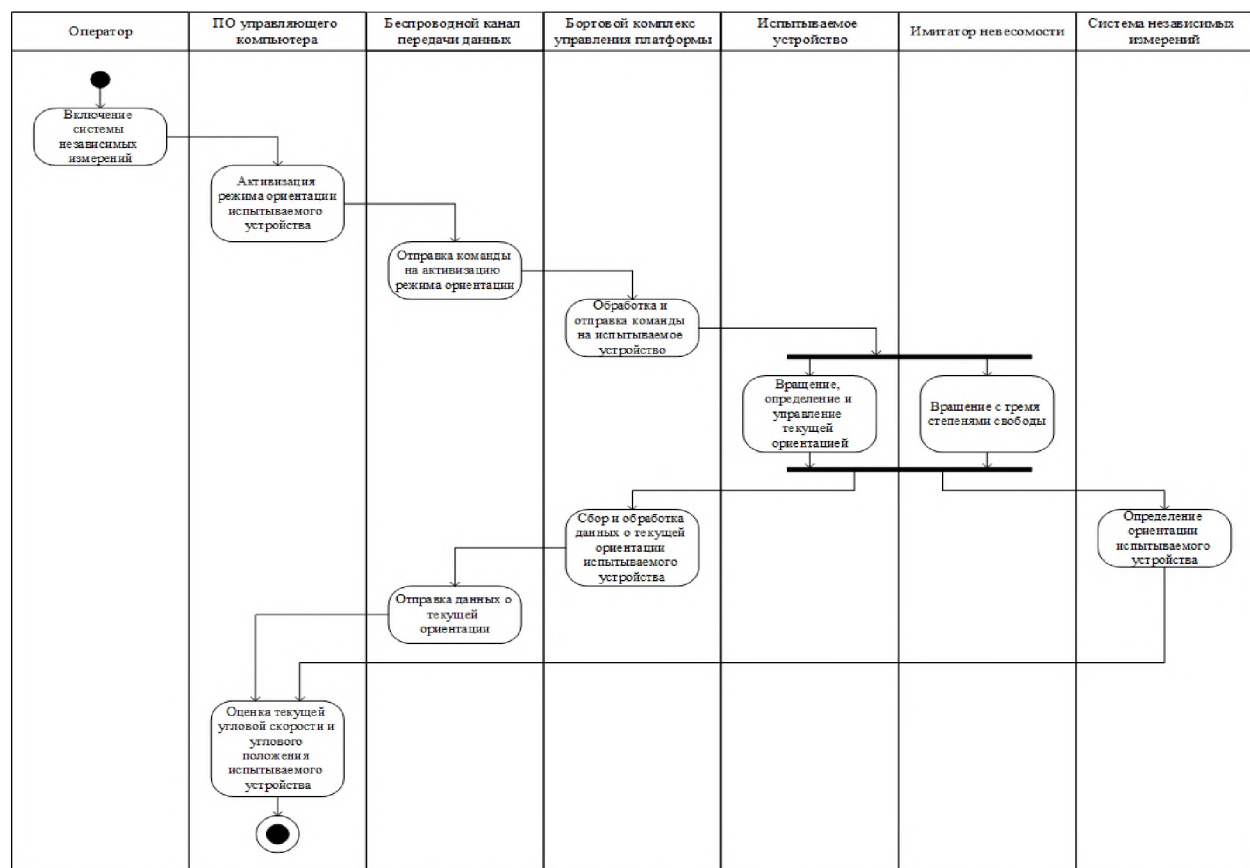 Оператор
ПО управляющего
компьютера
Беспроводной канал
передачи данных
Бортовой комплекс
управления платформы
Испытываемое
устройство
Имитатор невесомости
Система независимых
измерений
Включение
системы
независимых
измерений
Активизация
режима ориентации
испытываемого
устройства
Отправка команды
на активизацию
режима ориентации
Обработка и
отправка команды
на испытываемое
устройство
Вращение,
определение и
управление
текущей
ориентацией
Вращение с тремя
степенями свободы
Сбор и обработка
данных о текущей
ориентации
испытываемого
устройства
Определение
ориентации
испытываемого
устройства
Отправка данных о
текущей
ориентации
Оценка текущей
угловой скорости и
углового
положения
испытываемого
устройства